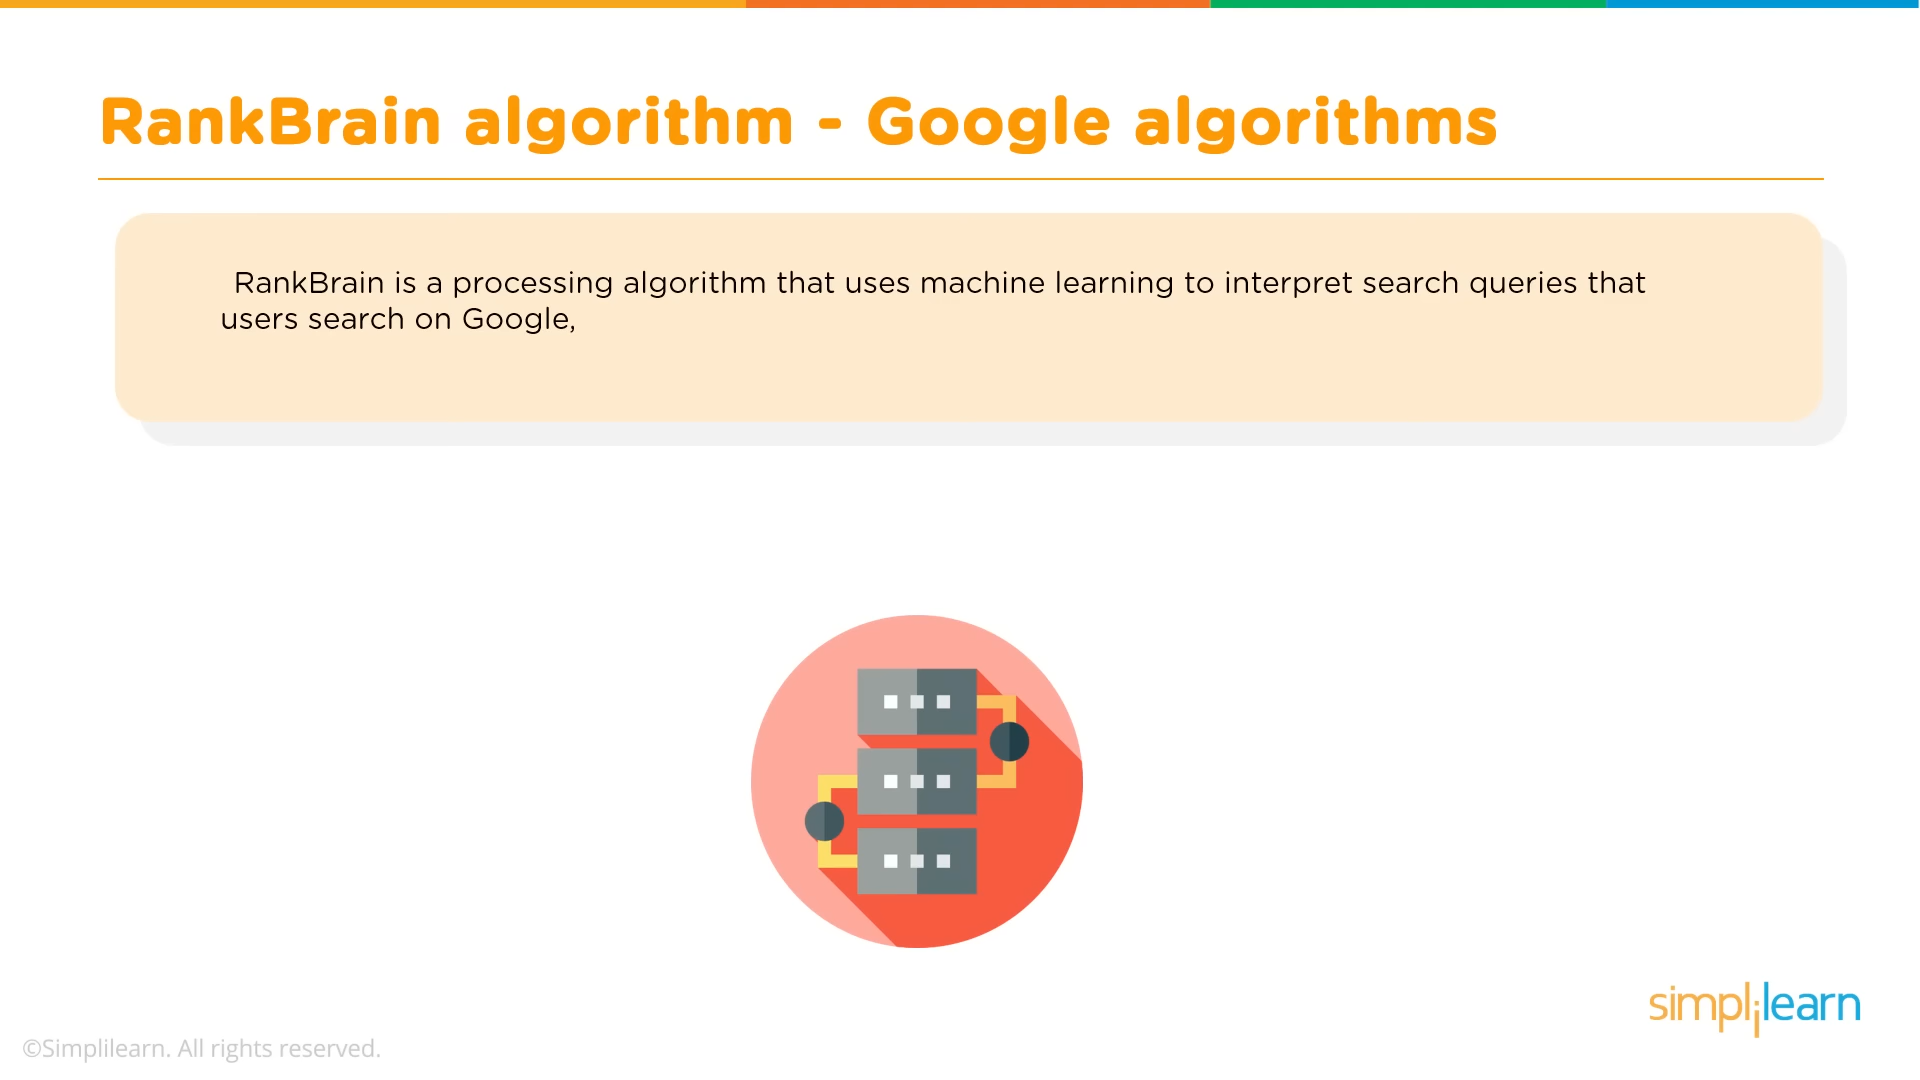 RankBrain algorithm - Google algorithms
RankBrain is a processing algorithm that uses machine learning to interpret search queries that
users search on Google,
simplilearn
©Simplilearn. All rights reserved.